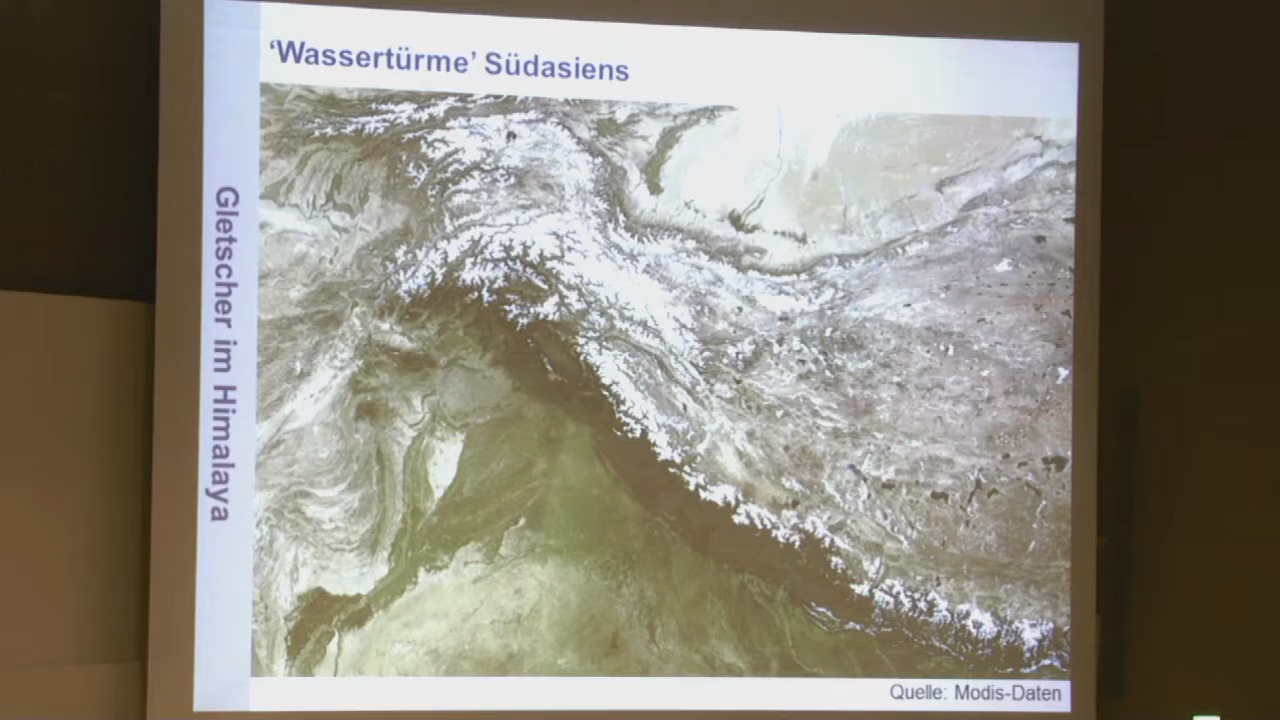 ‘Wassertürme’ Südasiens
Gletscher im Himalaya
Quelle: Modis-Daten